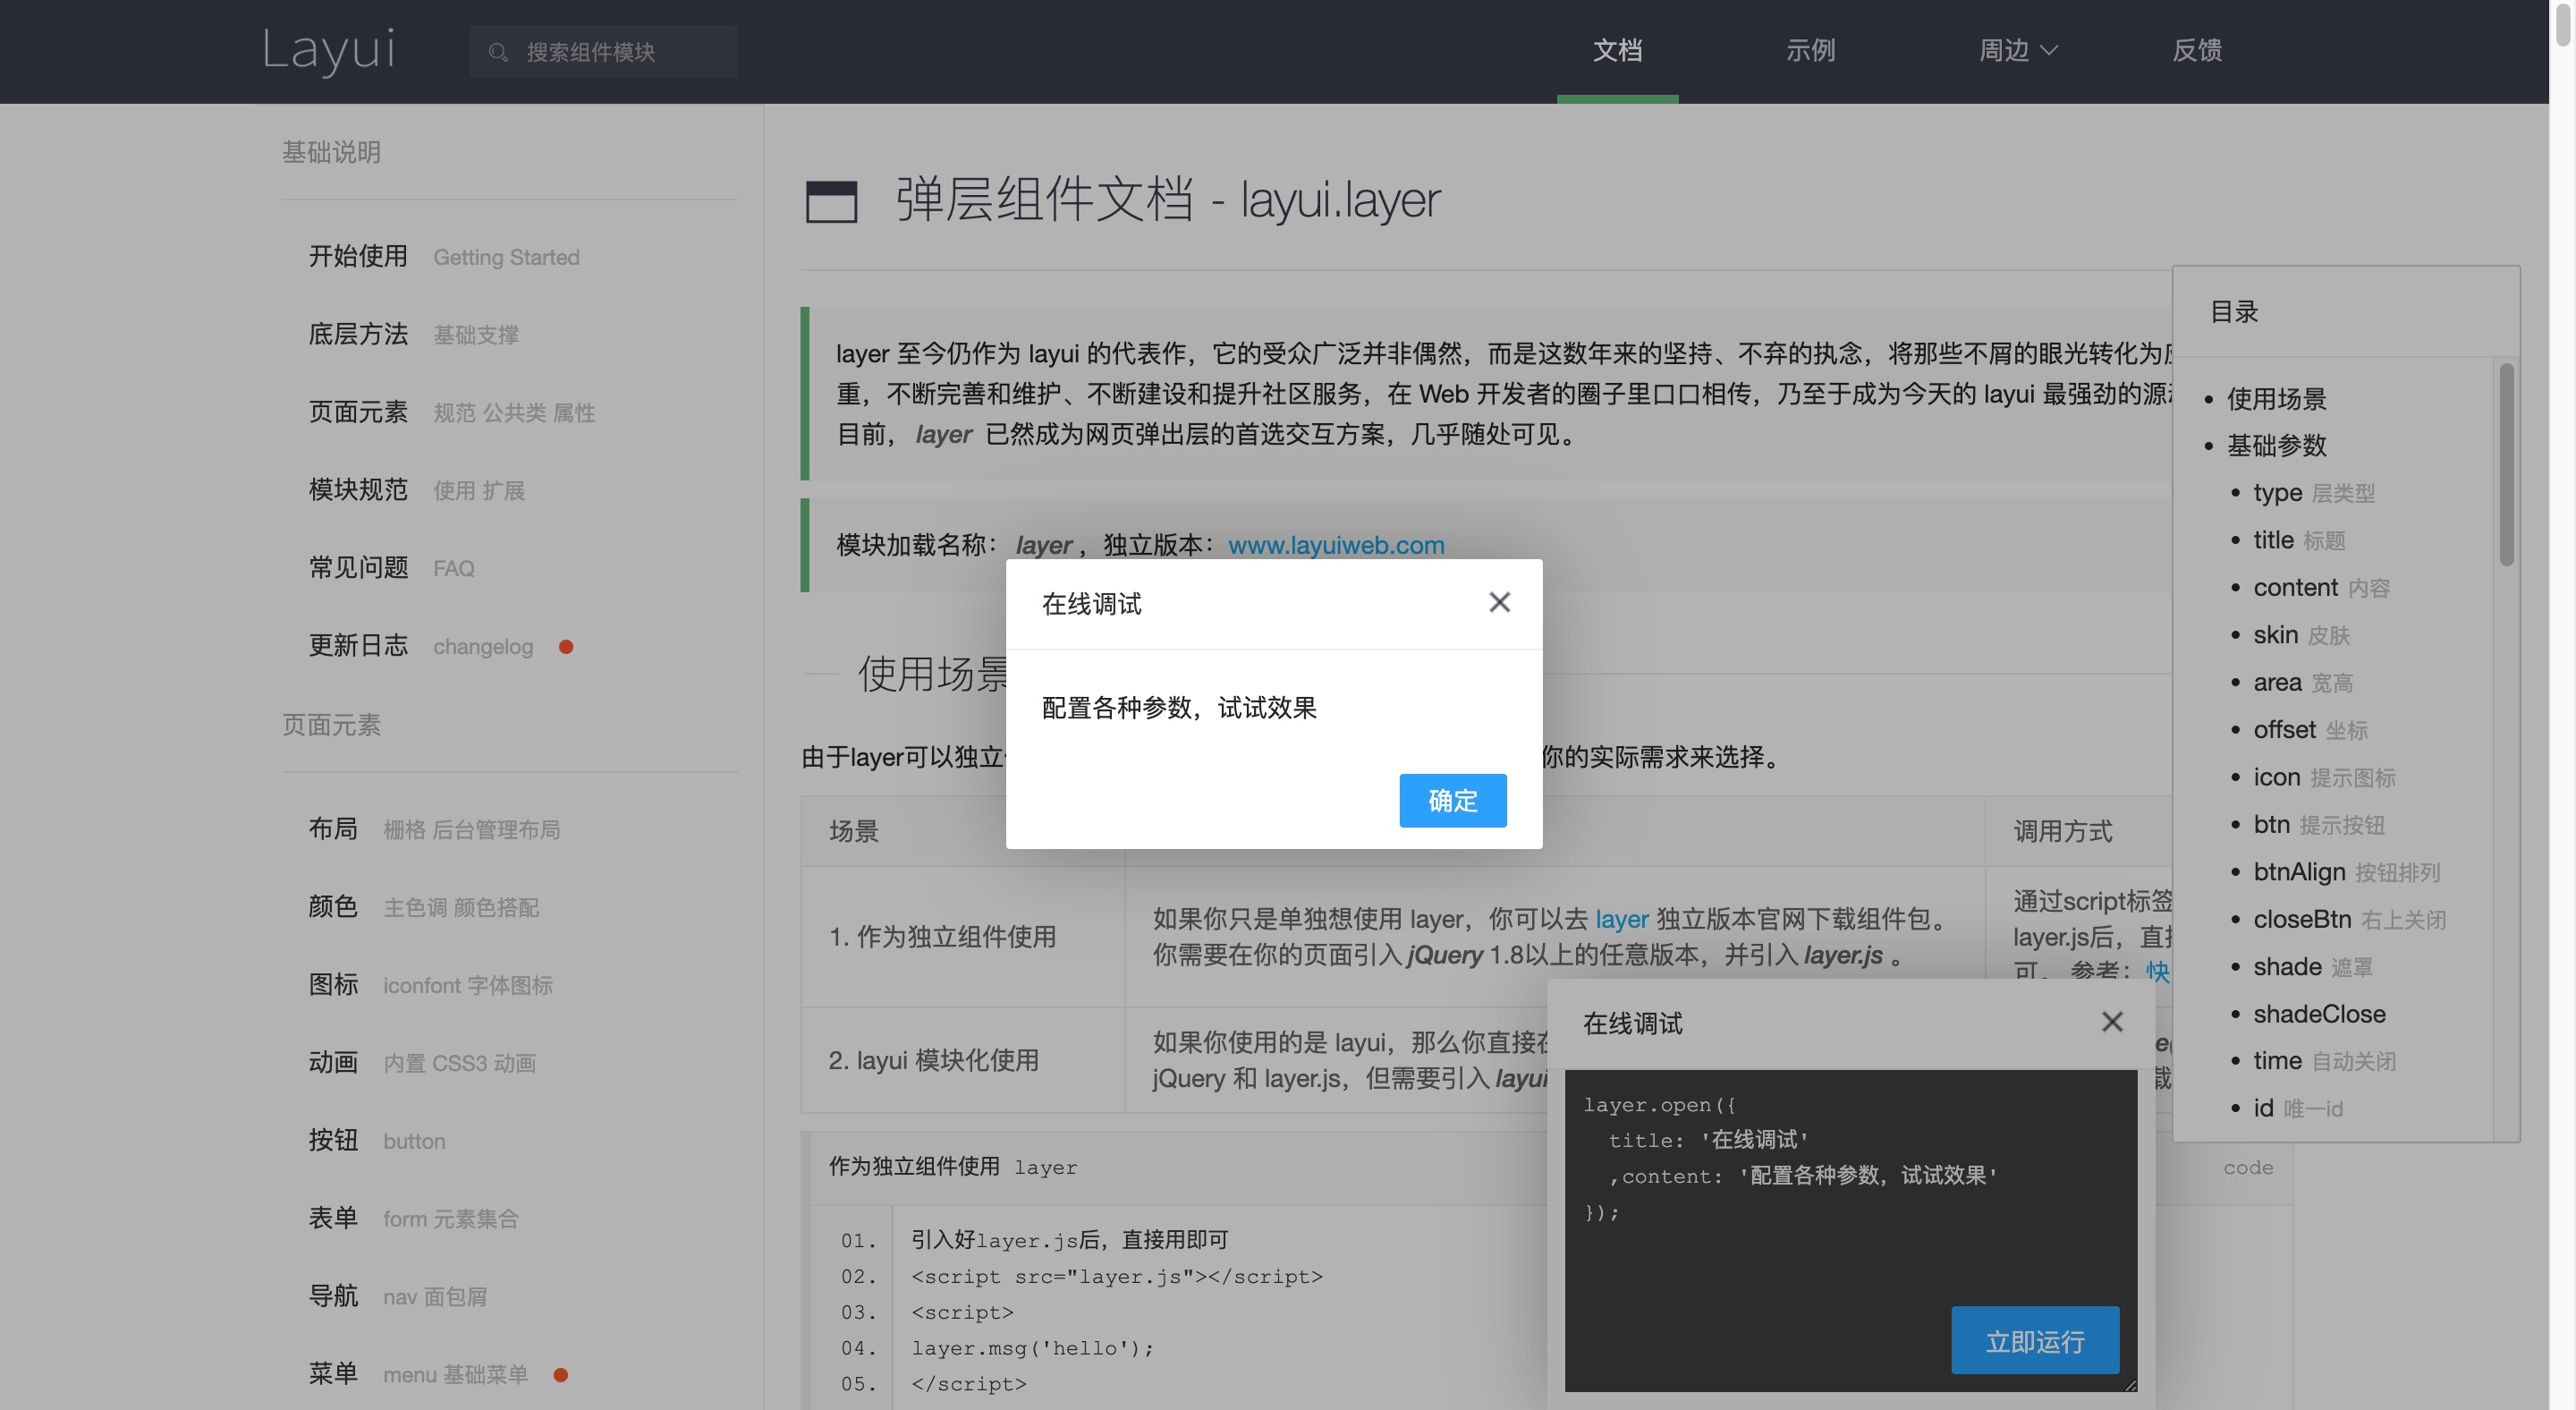 Layui
搜索组件模块
文档
示例
周边
反馈
基础说明
开始使用 Getting Started
底层方法 基础支撑
页面元素 规范 公共类 属性
模块规范 使用 扩展
常见问题 FAQ
更新日志 changelog
页面元素
布局 栅格 后台管理布局
颜色 主色调 颜色搭配
图标 iconfont 字体图标
动画 内置 CSS3 动画
按钮 button
表单 form 元素集合
导航 nav 面包屑
菜单 menu 基础菜单
弹层组件文档 - layui.layer
layer 至今仍作为 layui 的代表作，它的受众广泛并非偶然，而是这数年来的坚持、不弃的执念，将那些不屑的眼光转化为
重，不断完善和维护、不断建设和提升社区服务，在 Web 开发者的圈子里口口相传，乃至于成为今天的 layui 最强劲的源
目前， layer 已然成为网页弹出层的首选交互方案，几乎随处可见。
模块加载名称： layer ，独立版本：www.layuiweb.com
使用场景
由于layer可以独立
你的实际需求来选择。
场景
调用方式
1. 作为独立组件使用
如果你只是单独想使用 layer，你可以去 layer 独立版本官网下载组件包。
你需要在你的页面引入 jQuery 1.8以上的任意版本，并引入 layer.js 。
通过script标签
layer.js后，直
可。 参考：快
2. layui 模块化使用
如果你使用的是 layui，那么你直接在
jQuery 和 layer.js，但需要引入 layui
载
作为独立组件使用 layer
code
01. 引入好layer.js后，直接用即可
02. <script src="layer.js"></script>
03. <script>
04. layer.msg('hello');
05. </script>
在线调试
配置各种参数，试试效果
确定
在线调试
layer.open({
title: '在线调试'
,content: '配置各种参数，试试效果'
});
立即运行
目录
使用场景
基础参数
type 层类型
title 标题
content 内容
skin 皮肤
area 宽高
offset 坐标
icon 提示图标
btn 提示按钮
btnAlign 按钮排列
closeBtn 右上关闭
shade 遮罩
shadeClose
time 自动关闭
id 唯一id